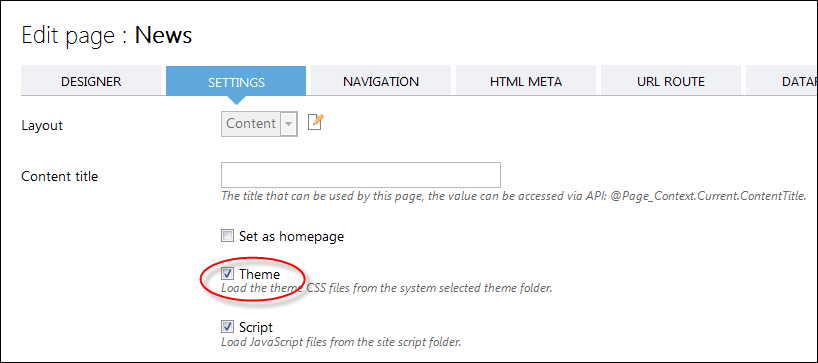 Edit page : News
DESIGNER SETTINGS NAVIGATION HTML META URL ROUTE DATAR
Layout Content
Content title
The title that can be used by this page, the value can be accessed via API: @Page_Context.Current.ContentTitle.
Set as homepage
Theme
Load the theme CSS files from the system selected theme folder.
Script
Load JavaScript files from the site script folder.